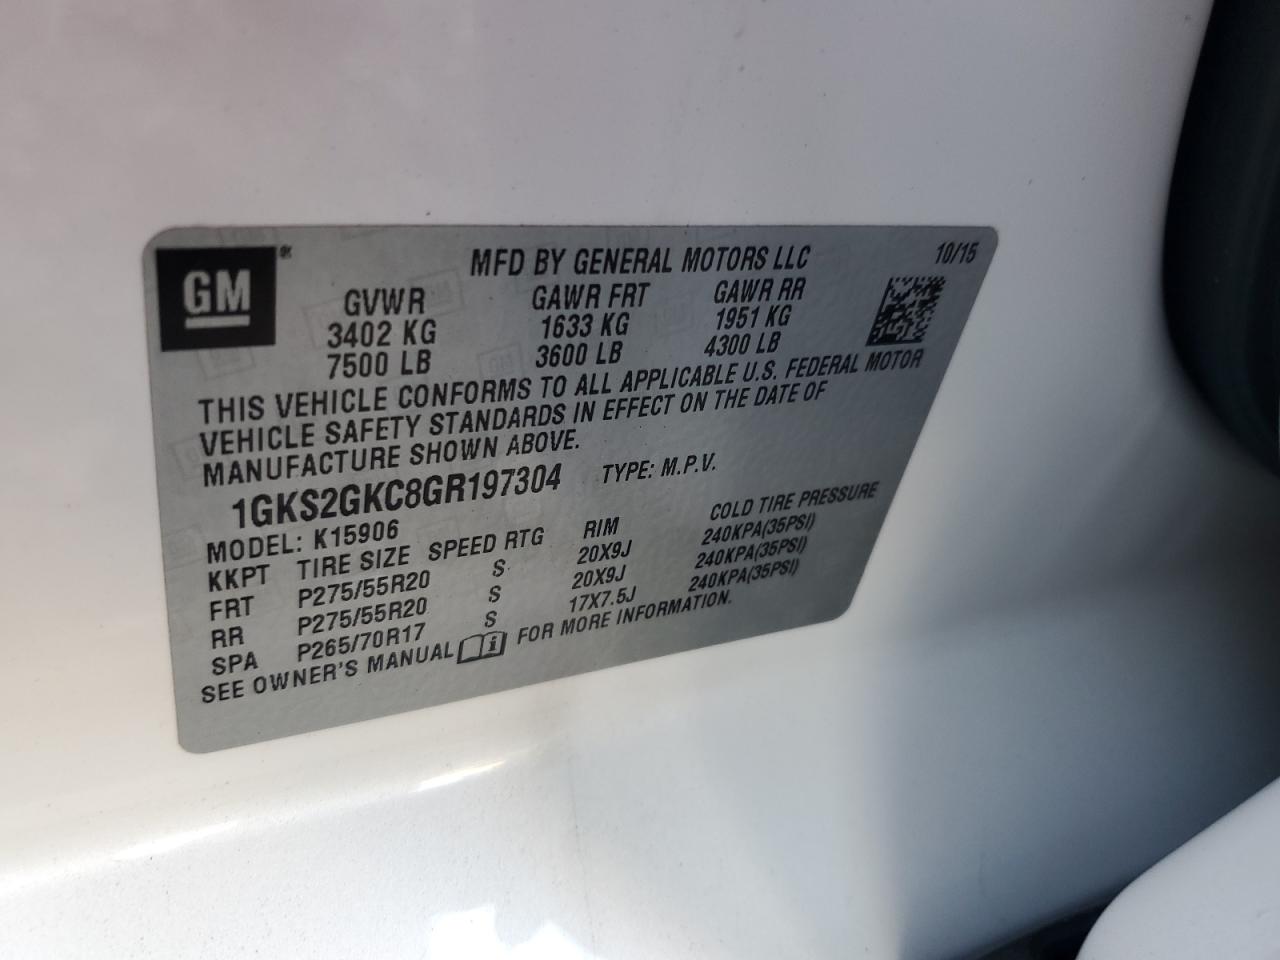 GM
MFD BY GENERAL MOTORS LLC
10/15
GVWR GAWR FRT GAWR RR
3402 KG 1633 KG 1951 KG
7500 LB 3600 LB 4300 LB
THIS VEHICLE CONFORMS TO ALL APPLICABLE U.S. FEDERAL MOTOR
VEHICLE SAFETY STANDARDS IN EFFECT ON THE DATE OF
MANUFACTURE SHOWN ABOVE.
1GKS2GKC8GR197304 TYPE: M.P.V.
MODEL: K15906
KKPT TIRE SIZE SPEED RTG RIM COLD TIRE PRESSURE
FRT P275/55R20 S 20X9J 240KPA(35PSI)
RR P275/55R20 S 20X9J 240KPA(35PSI)
SPA P265/70R17 S 17X7.5J 240KPA(35PSI)
SEE OWNER'S MANUAL FOR MORE INFORMATION.